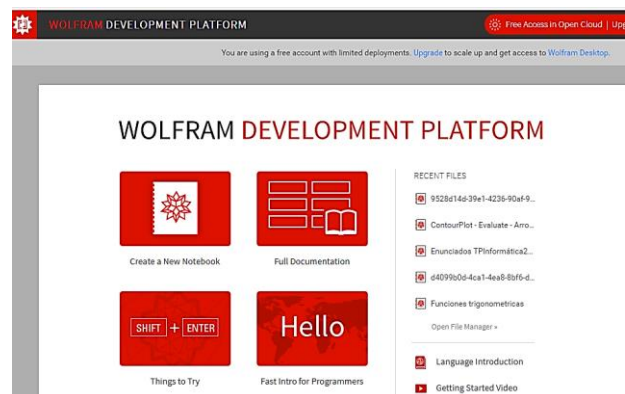 WOLFRAM DEVELOPMENT PLATFORM
Free Access in Open Cloud | Upg
You are using a free account with limited deployments. Upgrade to scale up and get access to Wolfram Desktop.
WOLFRAM DEVELOPMENT PLATFORM
Create a New Notebook
Full Documentation
SHIFT + ENTER
Things to Try
Hello
Fast Intro for Programmers
RECENT FILES
9528d14d-39e1-4236-90af-9...
ContourPlot - Evaluate - Arro...
Enunciados TPInformática2...
d4099b0d-4ca1-4ea8-8bf6-d...
Funciones trigonometricas
Open File Manager »
Language Introduction
Getting Started Video